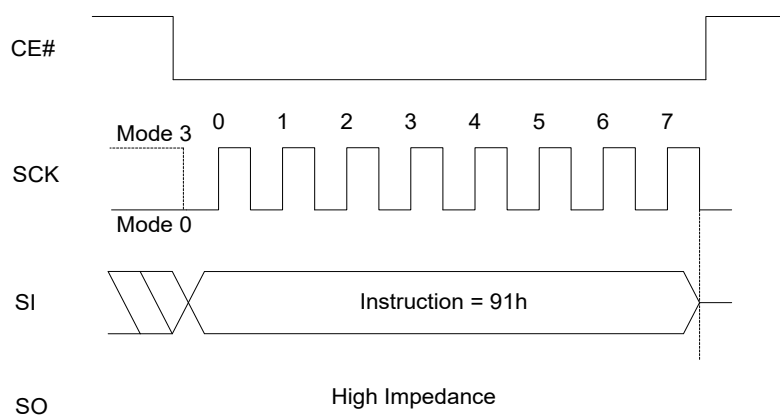 CE#
0 1 2 3 4 5 6 7
Mode 3
SCK
Mode 0
SI Instruction = 91h
SO High Impedance